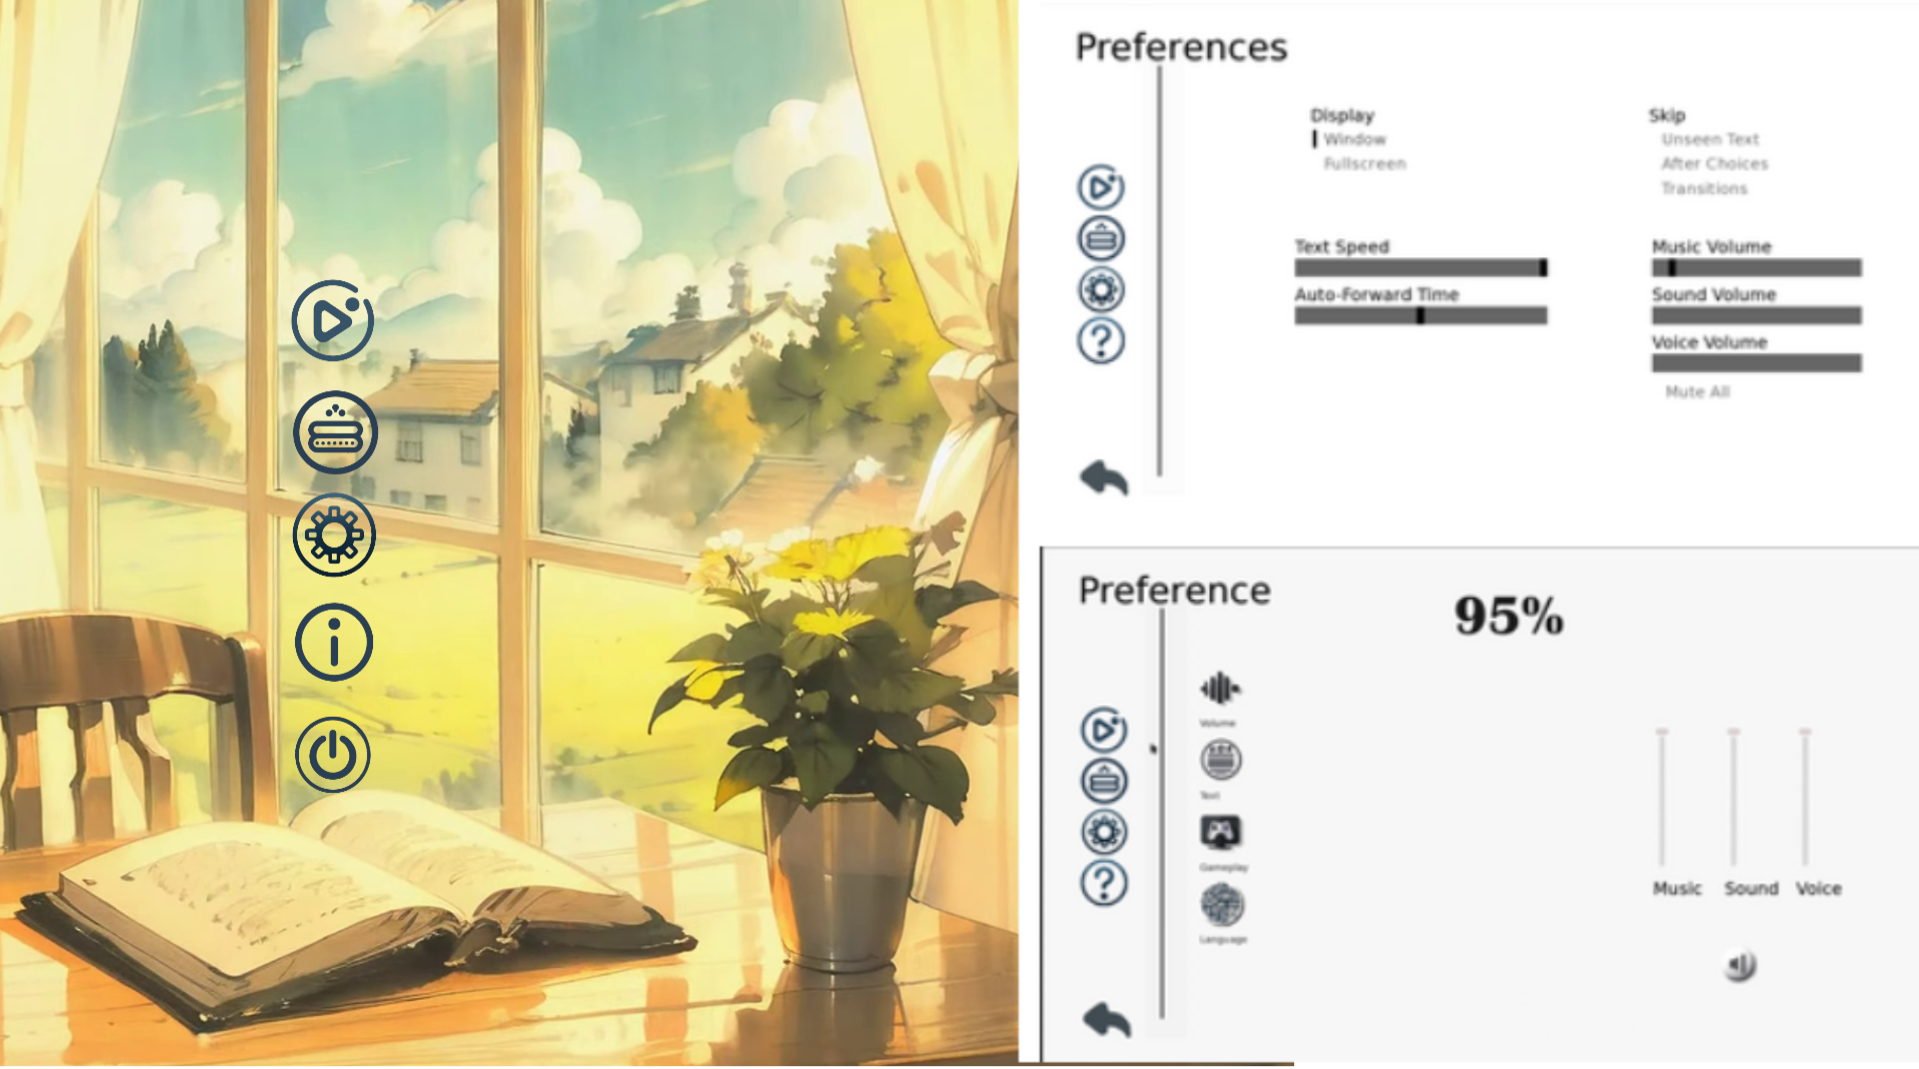 Preferences
Display
Window
Fullscreen
Skip
Unseen Text
After Choices
Transitions
Text Speed
Auto-Forward Time
Music Volume
Sound Volume
Voice Volume
Mute All
Preference
95%
Volume
Text
Gameplay
Language
Music Sound Voice